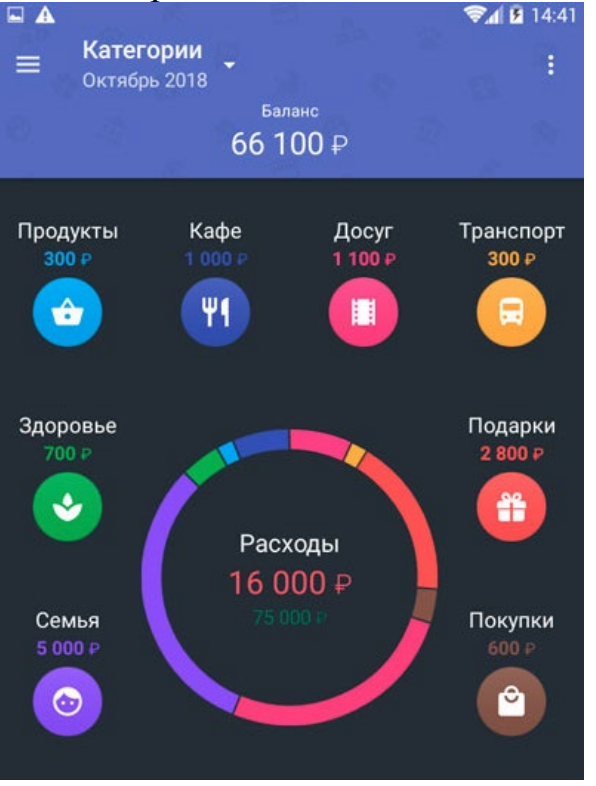 14:41
Категории
Октябрь 2018
Баланс
66 100 ₽
Продукты Кафе Досуг Транспорт
300 ₽ 1 000 ₽ 1 100 ₽ 300 ₽
Здоровье Подарки
700 ₽ 2 800 ₽
Расходы
16 000 ₽
75 000 ₽
Семья Покупки
5 000 ₽ 600 ₽